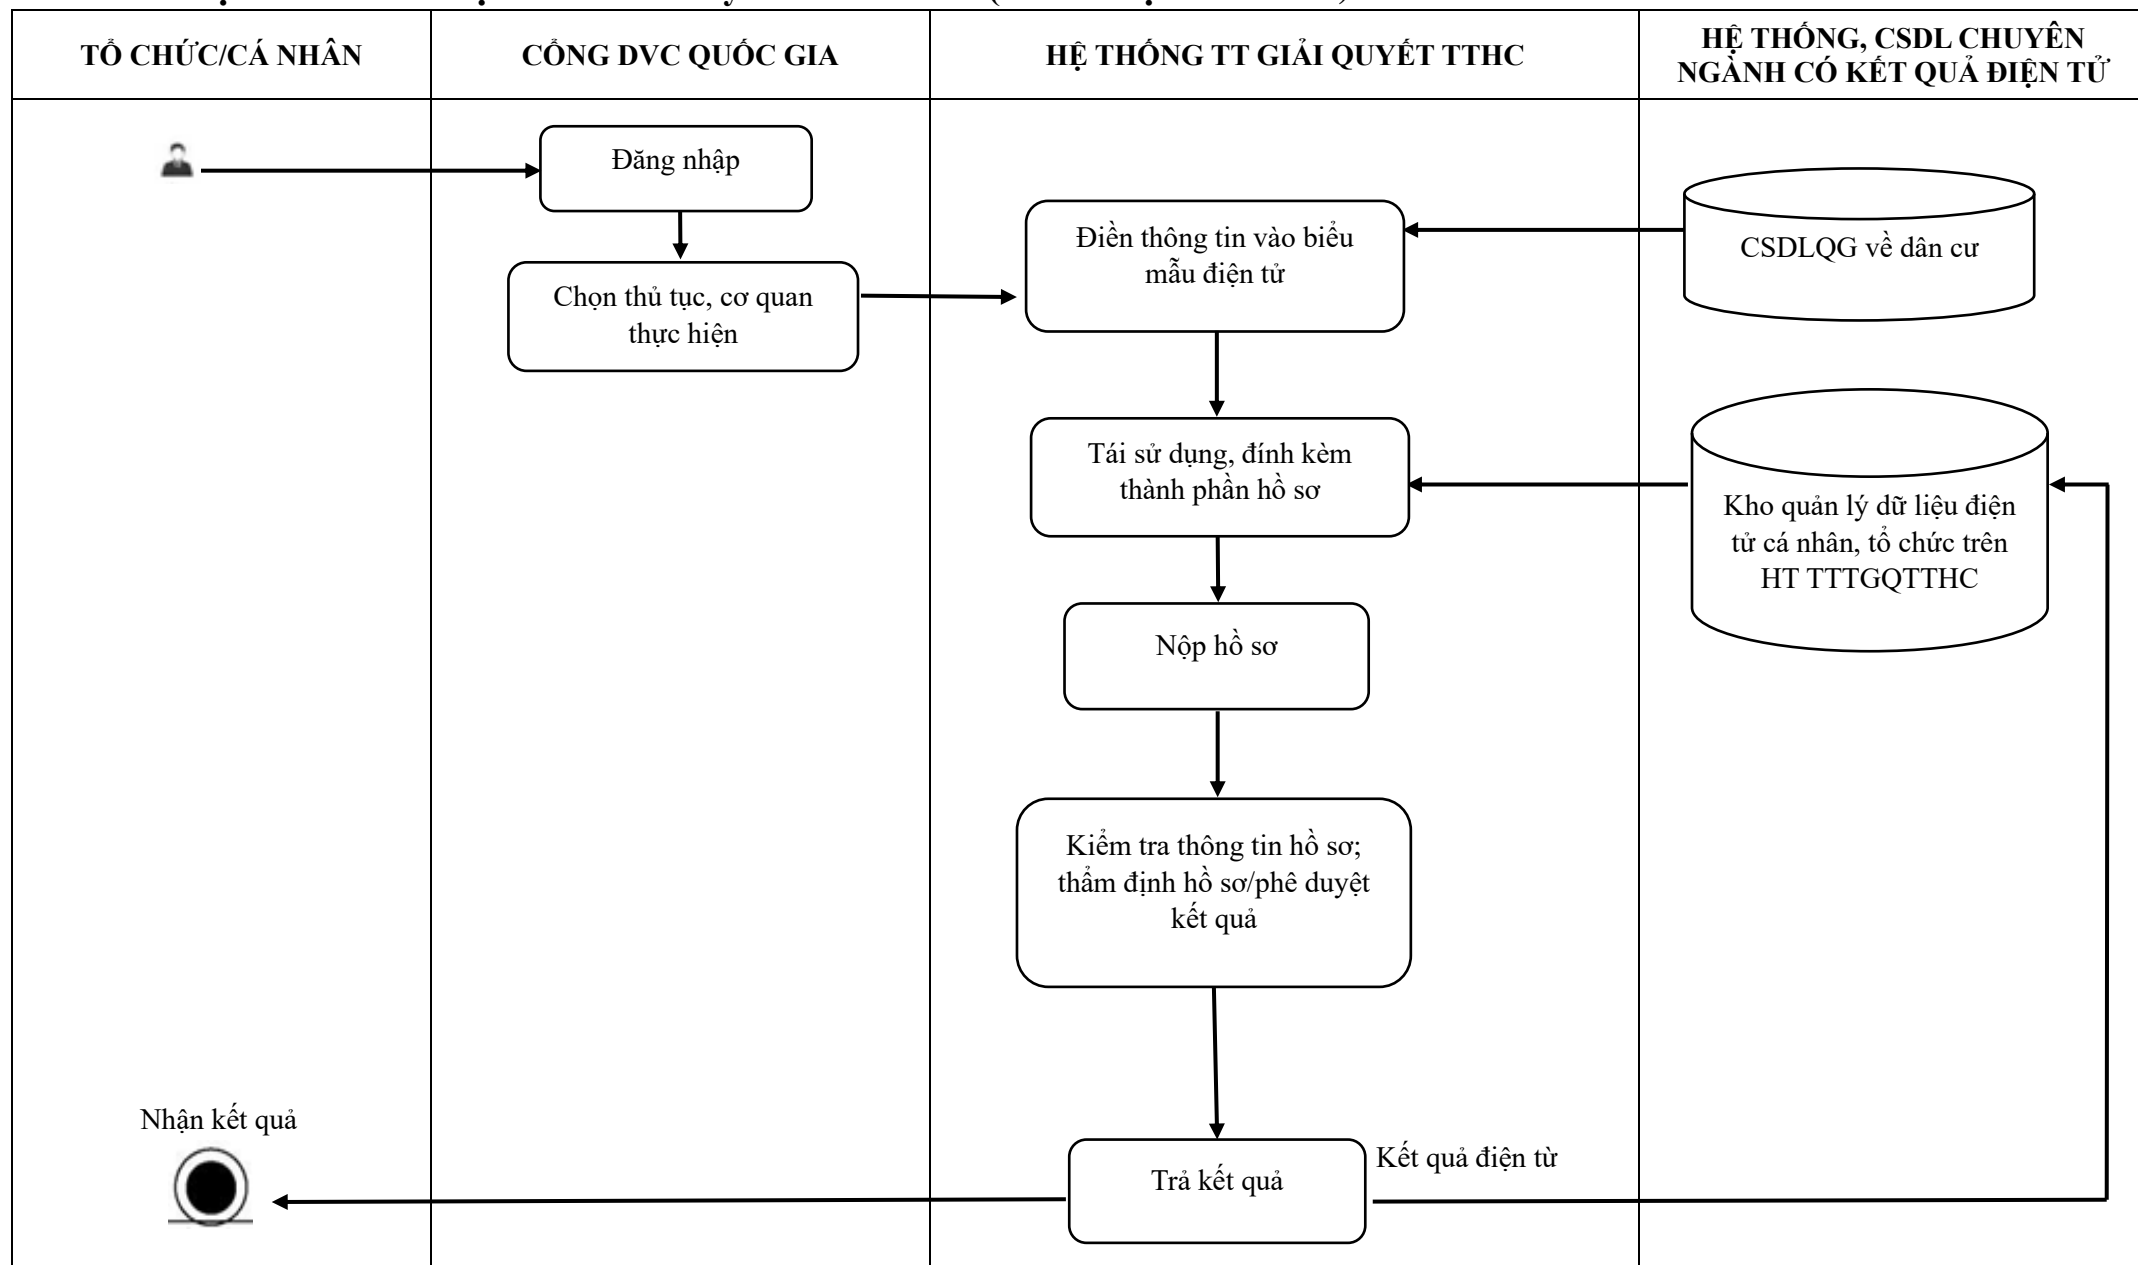 TỔ CHỨC/CÁ NHÂN
CỔNG DVC QUỐC GIA
HỆ THỐNG TT GIẢI QUYẾT TTHC
HỆ THỐNG, CSDL CHUYÊN
NGÀNH CÓ KẾT QUẢ ĐIỆN TỬ
Đăng nhập
Chọn thủ tục, cơ quan
thực hiện
Điền thông tin vào biểu
mẫu điện tử
CSDLQG về dân cư
Tái sử dụng, đính kèm
thành phần hồ sơ
Kho quản lý dữ liệu điện
tử cá nhân, tổ chức trên
HT TTTGQTTHC
Nộp hồ sơ
Kiểm tra thông tin hồ sơ;
thẩm định hồ sơ/phê duyệt
kết quả
Nhận kết quả
Trả kết quả
Kết quả điện từ